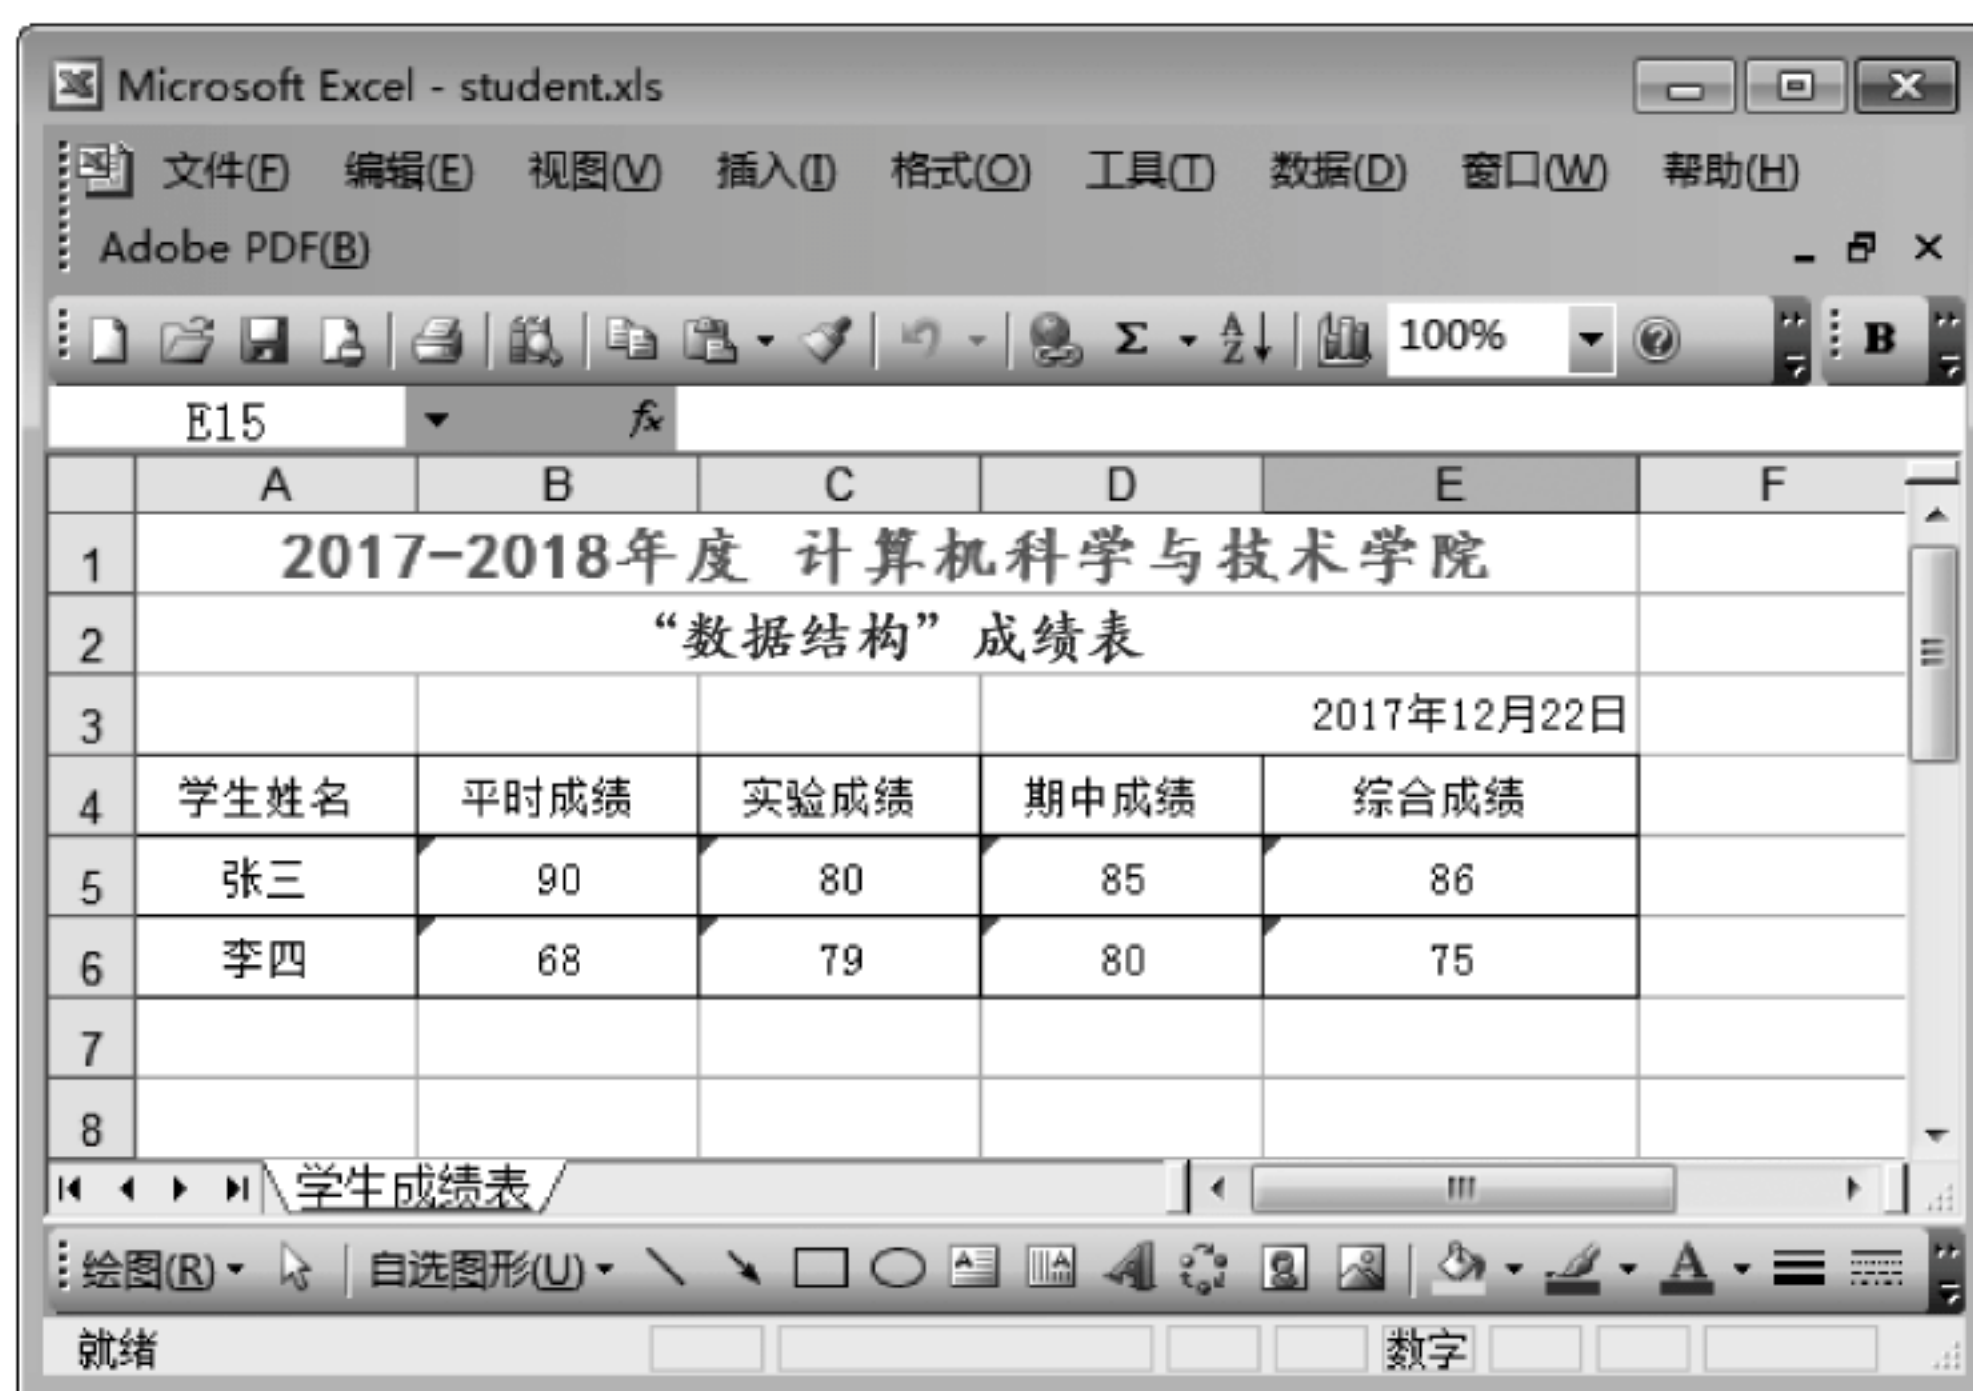 Microsoft Excel - student.xls
文件(F) 编辑(E) 视图(V) 插入(I) 格式(O) 工具(T) 数据(D) 窗口(W) 帮助(H)
Adobe PDF(B)
Σ A Z 100% B
E15 fx
A B C D E F
1 2017-2018年度 计算机科学与技术学院
2 “数据结构”成绩表
3 2017年12月22日
4 学生姓名 平时成绩 实验成绩 期中成绩 综合成绩
5 张三 90 80 85 86
6 李四 68 79 80 75
7
8
学生成绩表
绘图(R) 自选图形(U) A
就绪 数字